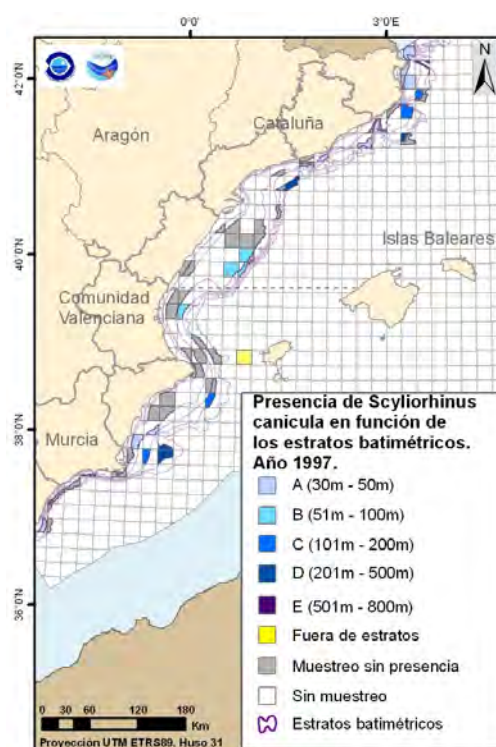 0°0'
3°0'E
N
42°0'N
Cataluña
Aragón
Islas Baleares
40°0'N
Comunidad
Valenciana
38°0'N
Murcia
36°0'N
Presencia de Scyliorhinus
canicula en función de
los estratos batimétricos.
Año 1997.
A (30m - 50m)
B (51m - 100m)
C (101m - 200m)
D (201m - 500m)
E (501m - 800m)
Fuera de estratos
Muestreo sin presencia
Sin muestreo
Estratos batimétricos
0 30 60 120 180
Km
Proyección UTM ETRS89. Huso 31